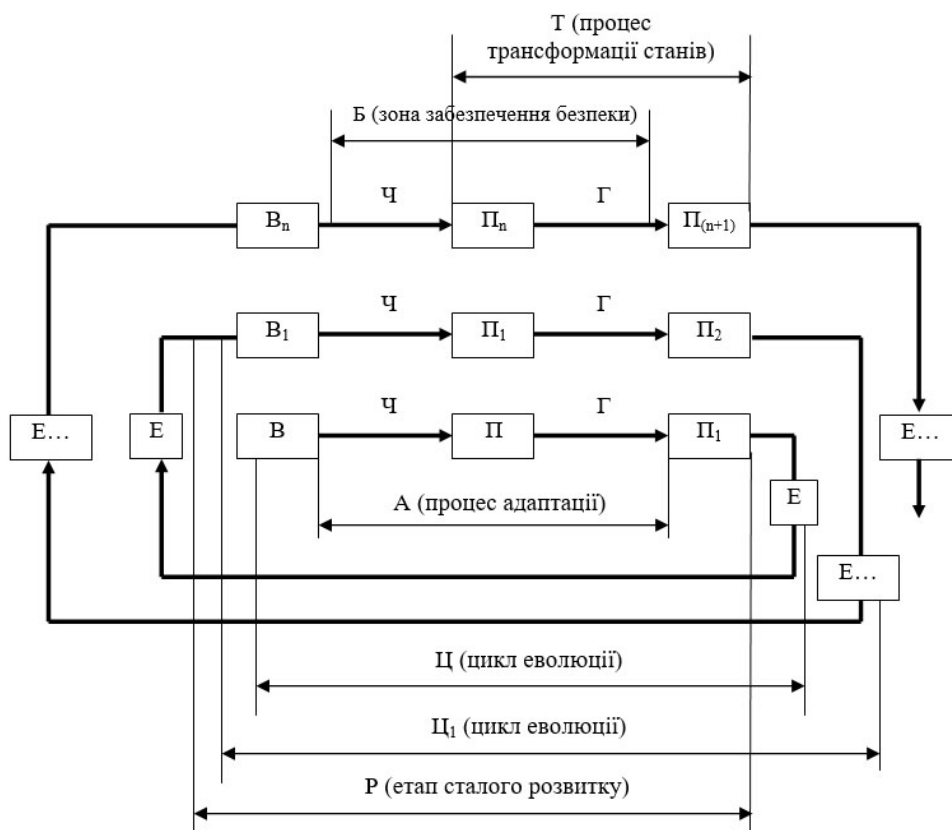 Т (процес
трансформації станів)
Б (зона забезпечення безпеки)
Ч
Г
Вn
Пn
П(n+1)
Ч
Г
В1
П1
П2
Ч
Г
Е…
Е
В
П
П1
Е…
Е
А (процес адаптації)
Е…
Ц (цикл еволюції)
Ц1 (цикл еволюції)
Р (етап сталого розвитку)